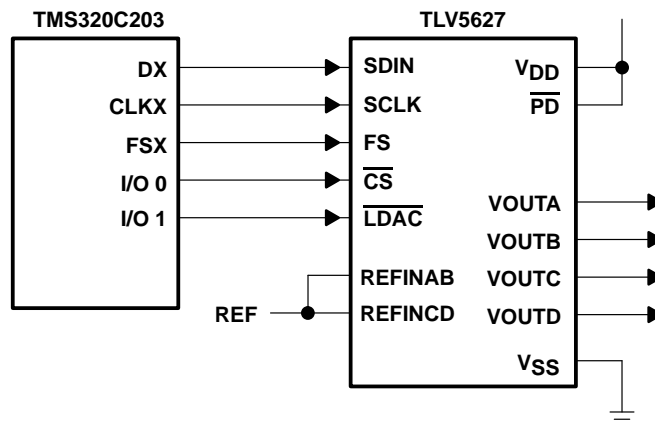 TMS320C203
TLV5627
DX
CLKX
FSX
I/O 0
I/O 1
SDIN
SCLK
FS
CS
LDAC
REFINAB
REFINCD
REF
VDD
PD
VOUTA
VOUTB
VOUTC
VOUTD
VSS